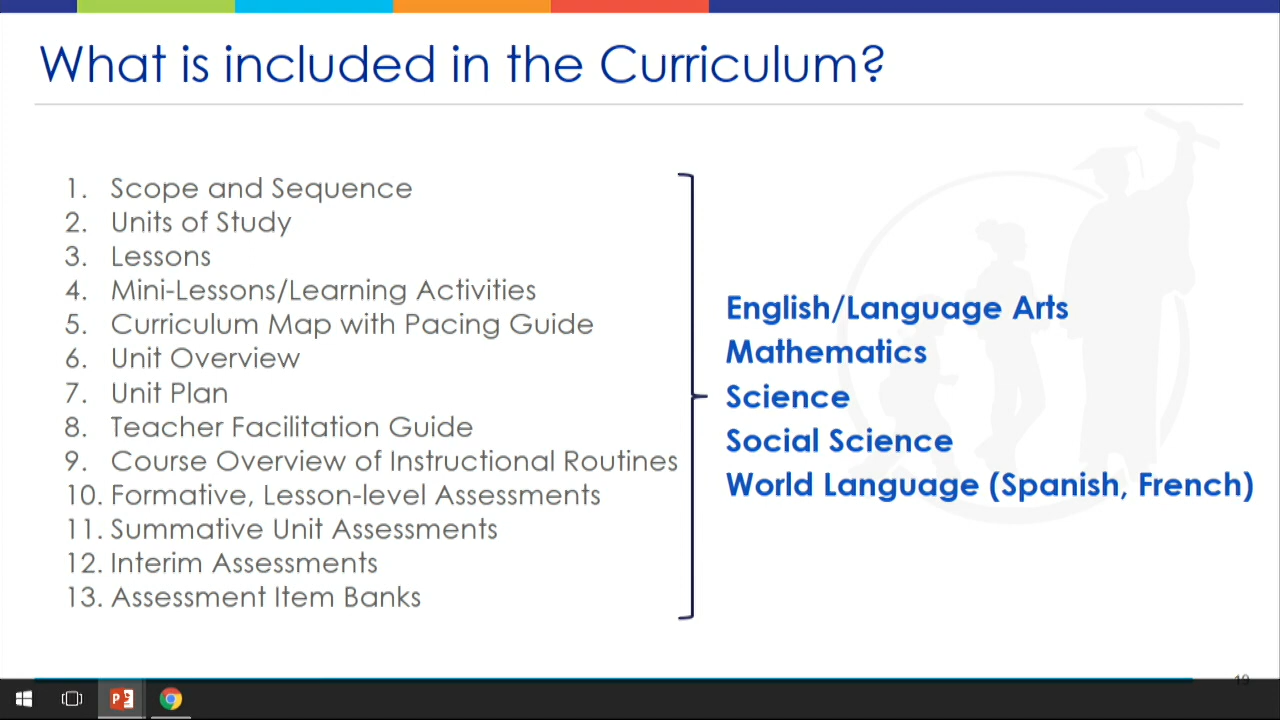 What is included in the Curriculum?
1. Scope and Sequence
2. Units of Study
3. Lessons
4. Mini-Lessons/Learning Activities
5. Curriculum Map with Pacing Guide
6. Unit Overview
7. Unit Plan
8. Teacher Facilitation Guide
9. Course Overview of Instructional Routines
10. Formative, Lesson-level Assessments
11. Summative Unit Assessments
12. Interim Assessments
13. Assessment Item Banks
English/Language Arts
Mathematics
Science
Social Science
World Language (Spanish, French)
19